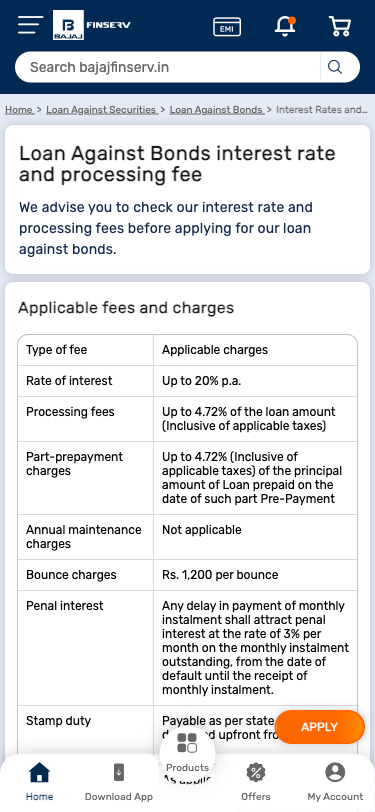 B
BAJAJ
FINSERV
EMI
Search bajajfinserv.in
Home > Loan Against Securities > Loan Against Bonds > Interest Rates and...
Loan Against Bonds interest rate
and processing fee
We advise you to check our interest rate and
processing fees before applying for our loan
against bonds.
Applicable fees and charges
Type of fee
Applicable charges
Rate of interest
Up to 20% p.a.
Processing fees
Up to 4.72% of the loan amount
(Inclusive of applicable taxes)
Part-prepayment
charges
Up to 4.72% (Inclusive of
applicable taxes) of the principal
amount of Loan prepaid on the
date of such part Pre-Payment
Annual maintenance
charges
Not applicable
Bounce charges
Rs. 1,200 per bounce
Penal interest
Any delay in payment of monthly
instalment shall attract penal
interest at the rate of 3% per
month on the monthly instalment
outstanding, from the date of
default until the receipt of
monthly instalment.
Stamp duty
Payable as per state
upfront
APPLY
Home
Download App
Products
Offers
My Account